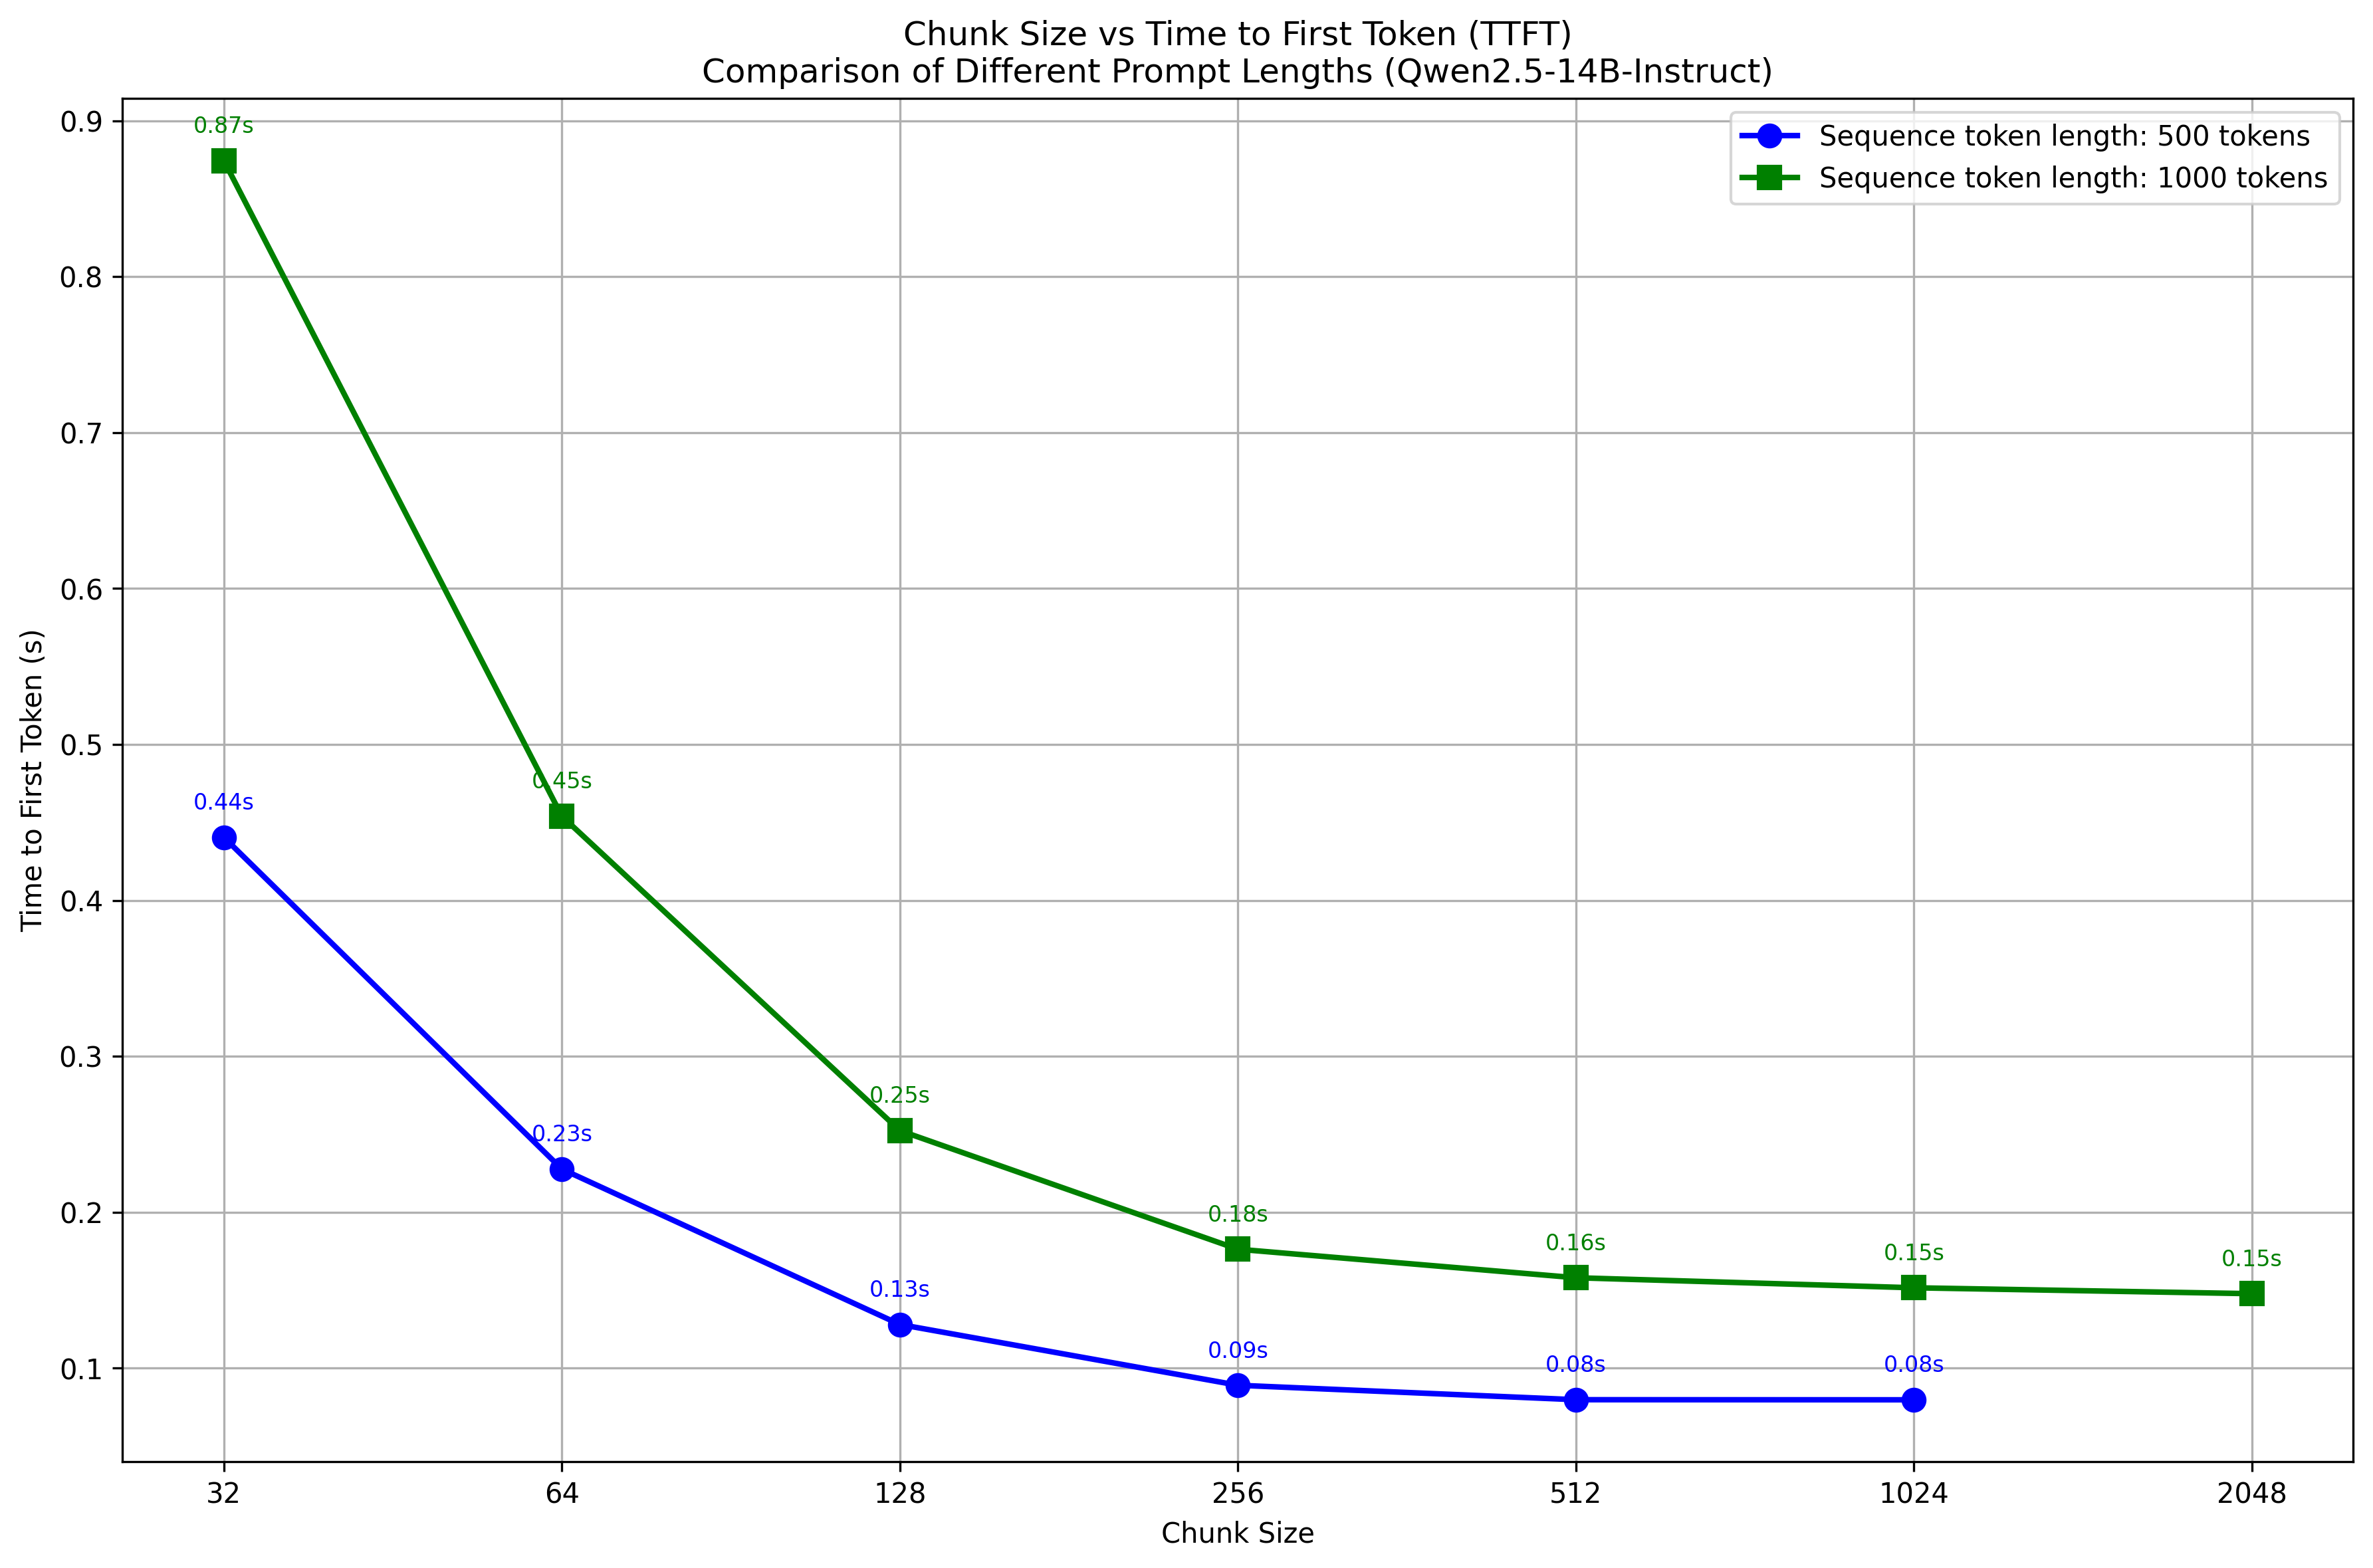 Chunk Size vs Time to First Token (TTFT)
Comparison of Different Prompt Lengths (Qwen2.5-14B-Instruct)
Sequence token length: 500 tokens
Sequence token length: 1000 tokens
Time to First Token (s)
0.9
0.8
0.7
0.6
0.5
0.4
0.3
0.2
0.1
0.87s
0.45s
0.25s
0.18s
0.16s
0.15s
0.15s
0.44s
0.23s
0.13s
0.09s
0.08s
0.08s
32
64
128
256
512
1024
2048
Chunk Size